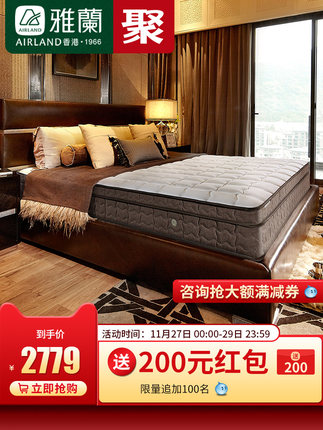 雅蘭
AIRLAND
AIRLAND香港·1966
聚
咨询抢大额满减券
到手价
¥2779
立即抢购
活动时间：11月27日 00:00-29日 23:59
送200元红包
限量追加100名
送
200